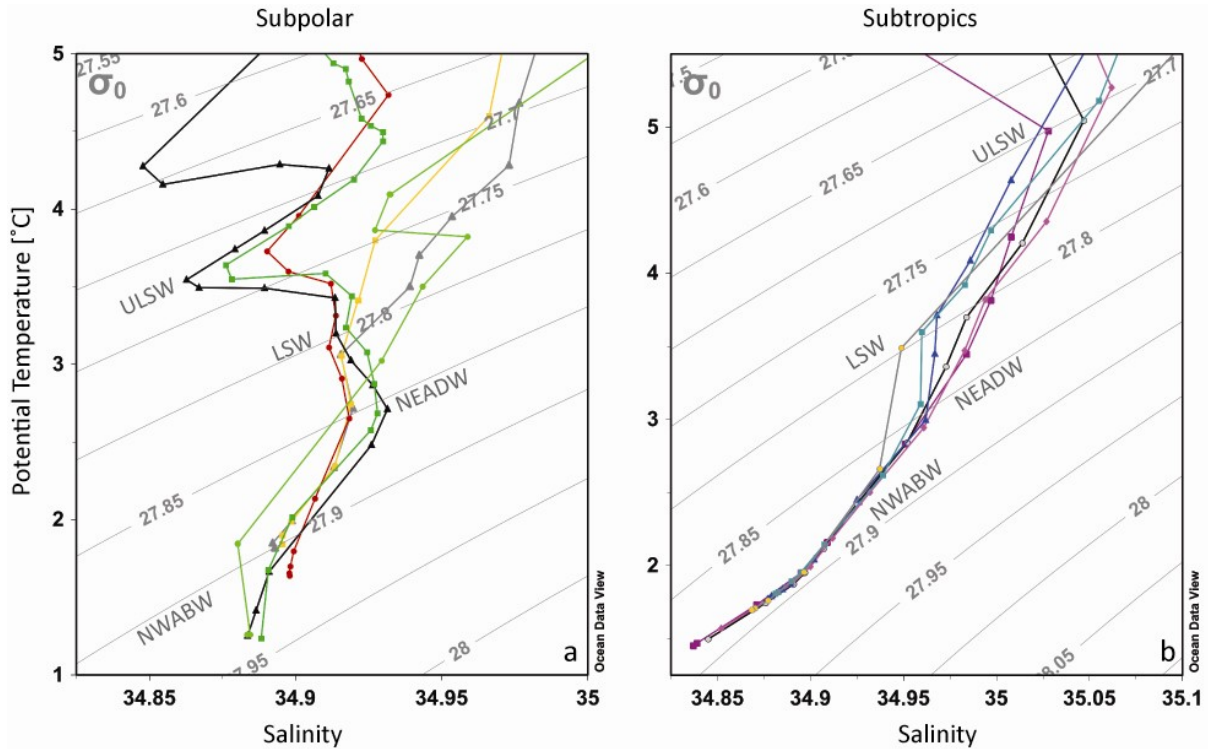 Subpolar
Subtropics
Potential Temperature [°C]
5
4
3
2
1
34.85
34.9
34.95
35
Salinity
σ0
27.55
27.6
27.65
27.7
27.75
27.8
27.85
27.9
27.95
28
ULSW
LSW
NEADW
NWABW
a
Ocean Data View
5
4
3
2
34.85
34.9
34.95
35
35.05
35.1
Salinity
σ0
27.6
27.65
27.7
27.75
27.8
27.85
27.9
27.95
28
28.05
ULSW
LSW
NEADW
NWABW
b
Ocean Data View